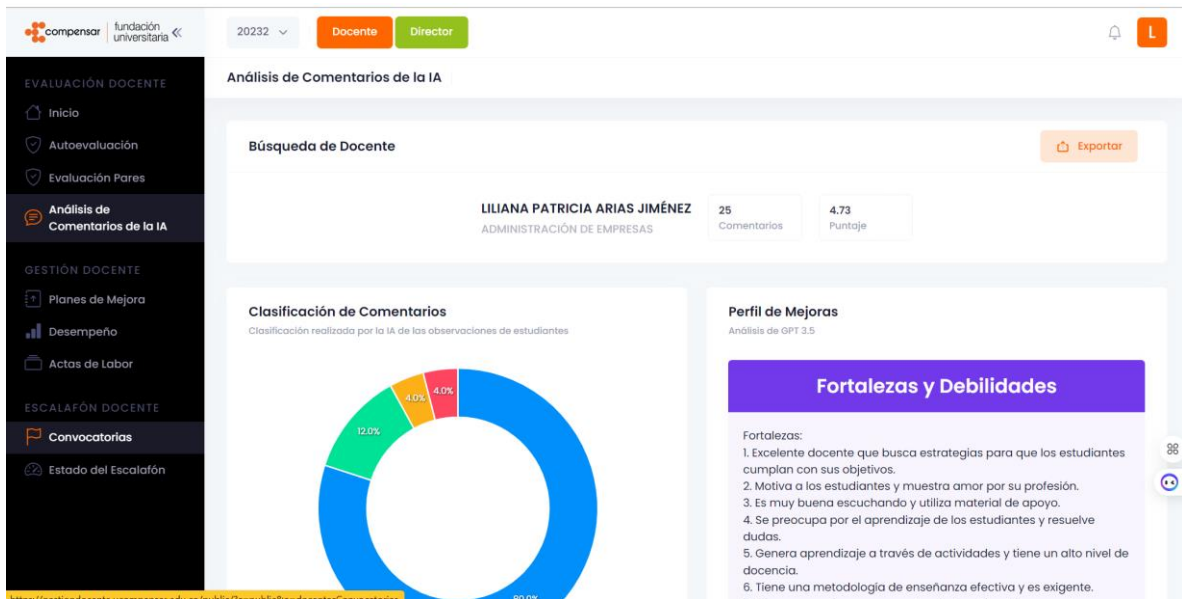 compensar
fundación
universitaria
20232
Docente
Director
L
EVALUACIÓN DOCENTE
Inicio
Autoevaluación
Evaluación Pares
Análisis de
Comentarios de la IA
GESTIÓN DOCENTE
Planes de Mejora
Desempeño
Actas de Labor
ESCALAFÓN DOCENTE
Convocatorias
Estado del Escalafón
Análisis de Comentarios de la IA
Búsqueda de Docente
Exportar
LILIANA PATRICIA ARIAS JIMÉNEZ
ADMINISTRACIÓN DE EMPRESAS
25
Comentarios
4.73
Puntaje
Clasificación de Comentarios
Clasificación realizada por la IA de las observaciones de estudiantes
4.0%
4.0%
12.0%
80.0%
Perfil de Mejoras
Análisis de GPT 3.5
Fortalezas y Debilidades
Fortalezas:
1. Excelente docente que busca estrategias para que los estudiantes
cumplan con sus objetivos.
2. Motiva a los estudiantes y muestra amor por su profesión.
3. Es muy buena escuchando y utiliza material de apoyo.
4. Se preocupa por el aprendizaje de los estudiantes y resuelve
dudas.
5. Genera aprendizaje a través de actividades y tiene un alto nivel de
docencia.
6. Tiene una metodología de enseñanza efectiva y es exigente.